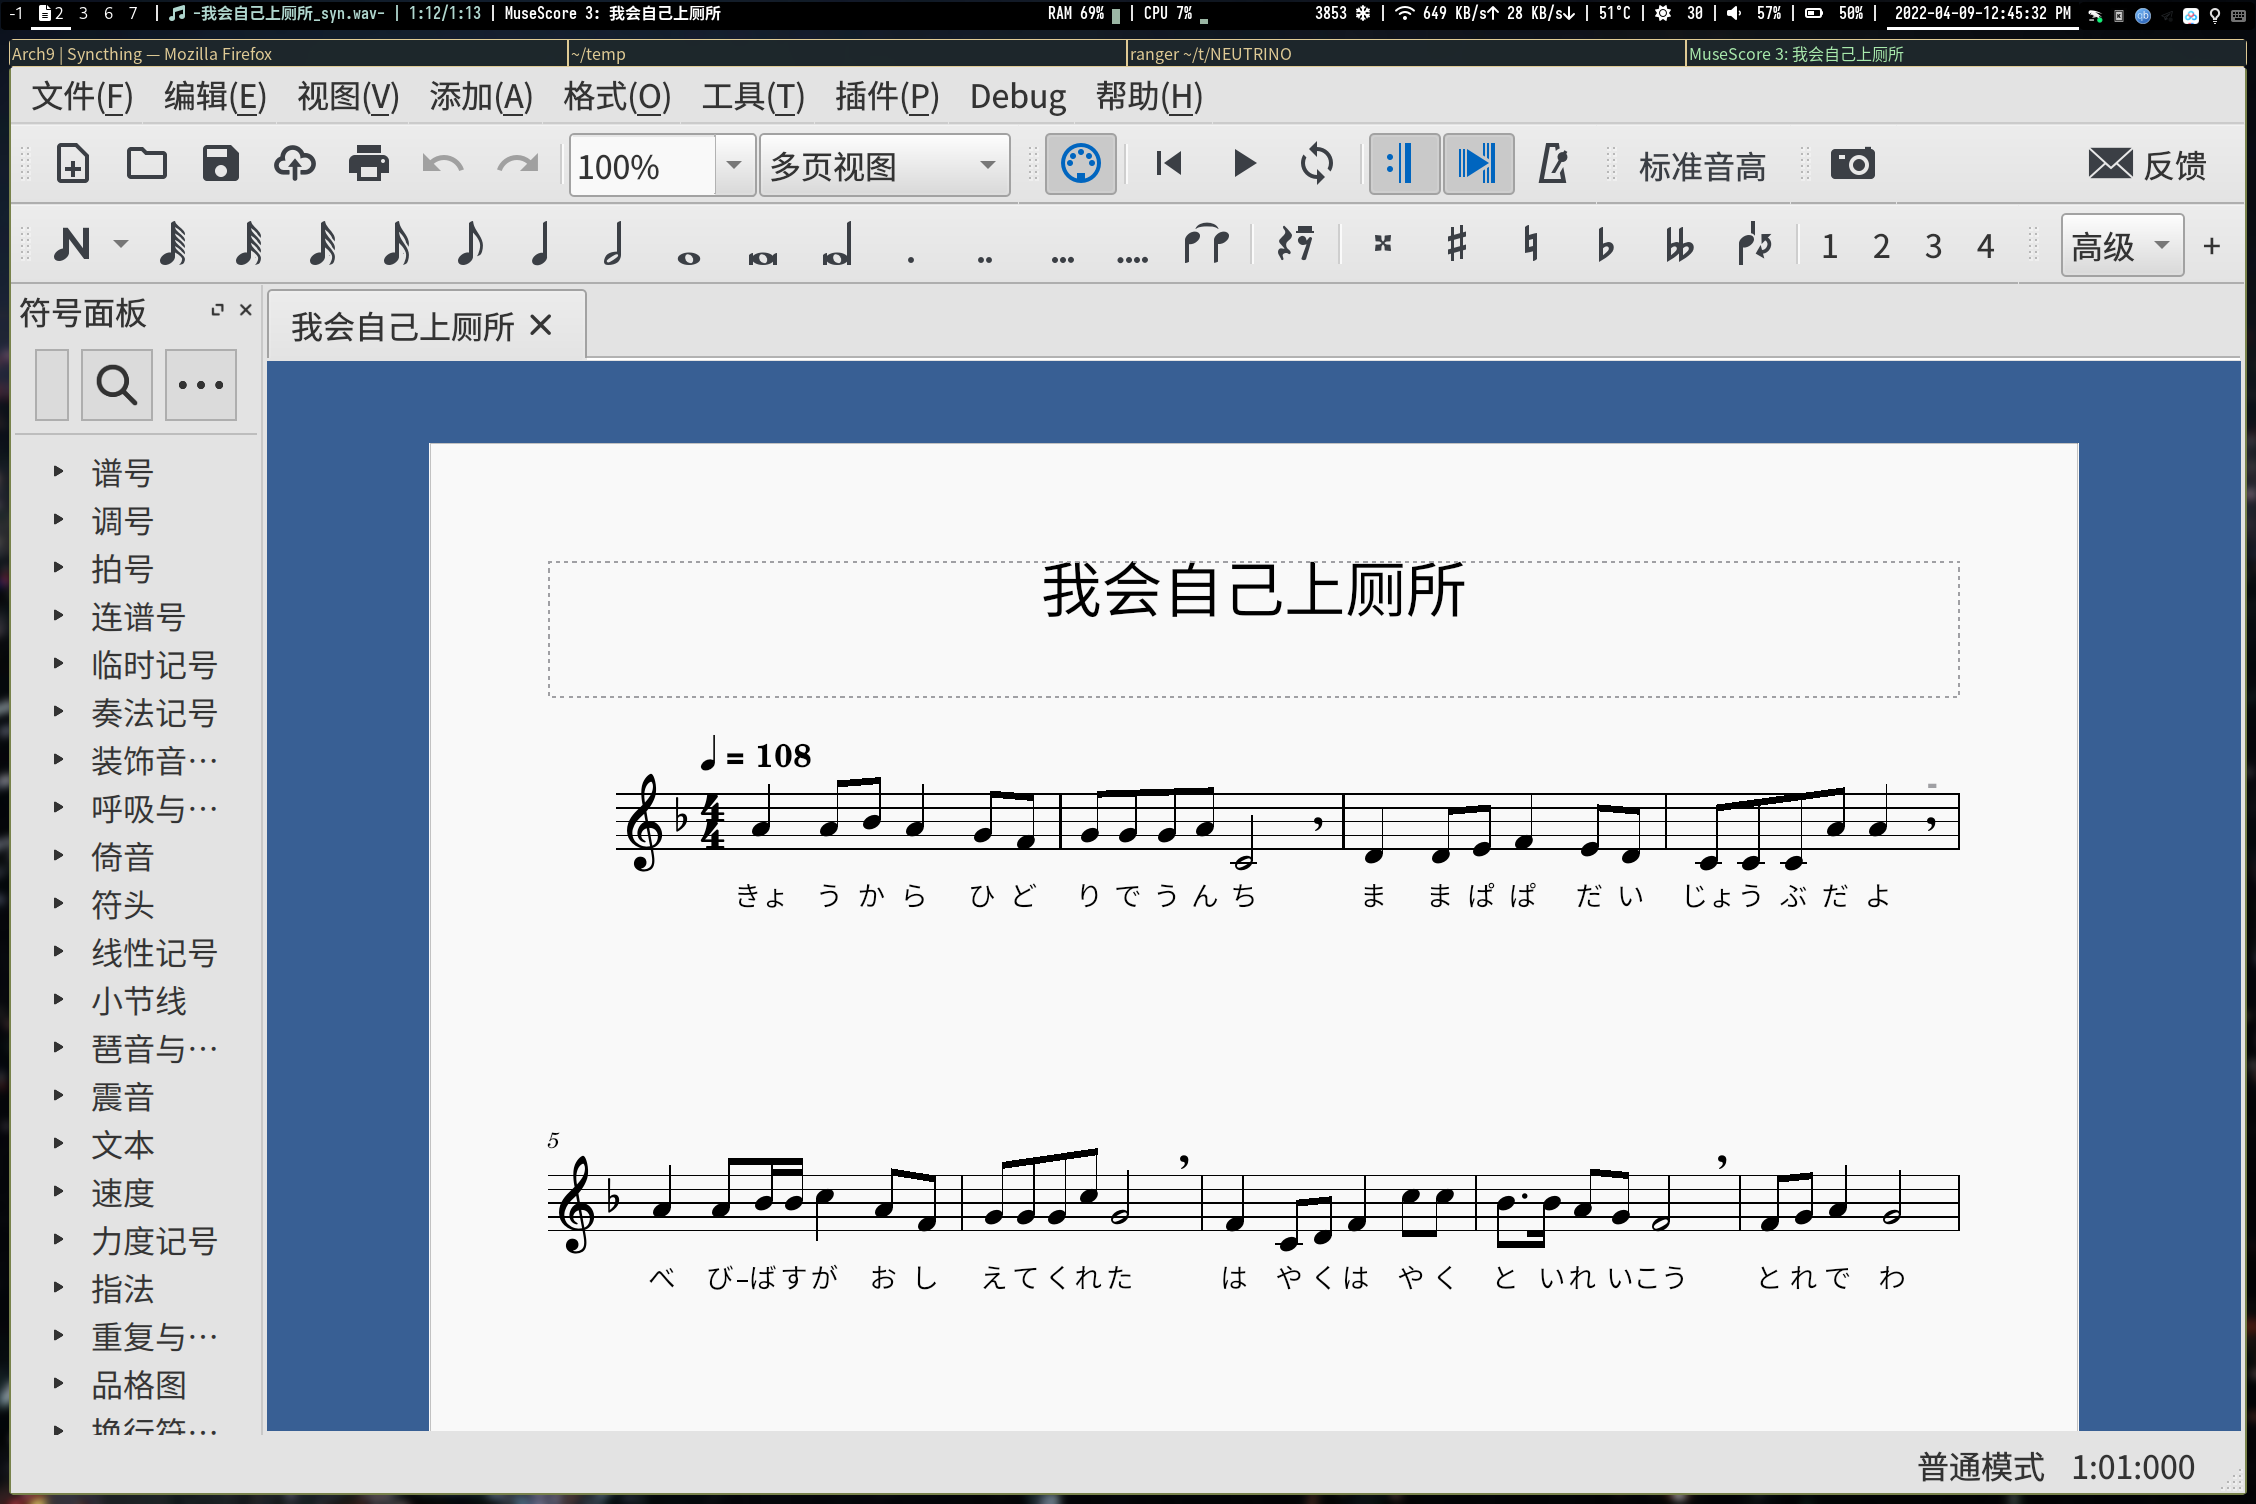 -1 2 3 6 7 | -我会自己上厕所_syn.wav- | 1:12/1:13 | MuseScore 3: 我会自己上厕所
RAM 69% | CPU 7%
3853 | 649 KB/s↑ 28 KB/s↓ | 51°C | 30 | 57% | 50% | 2022-04-09-12:45:32 PM
Arch9 | Syncthing — Mozilla Firefox
~/temp
ranger ~/t/NEUTRINO
MuseScore 3: 我会自己上厕所
文件(F) 编辑(E) 视图(V) 添加(A) 格式(O) 工具(T) 插件(P) Debug 帮助(H)
100% 多页视图 标准音高 反馈
1 2 3 4 高级 +
符号面板
我会自己上厕所
谱号
调号
拍号
连谱号
临时记号
奏法记号
装饰音…
呼吸与…
倚音
符头
线性记号
小节线
琶音与…
震音
文本
速度
力度记号
指法
重复与…
品格图
换行符…
我会自己上厕所
= 108
4
4
きょ う か ら ひ ど り で う ん ち ま ま ぱ ぱ だ い じょ う ぶ だ よ
5
べ び-ば す が お し え て く れ た は や く は や く と い れ い こ う と れ で わ
普通模式 1:01:000